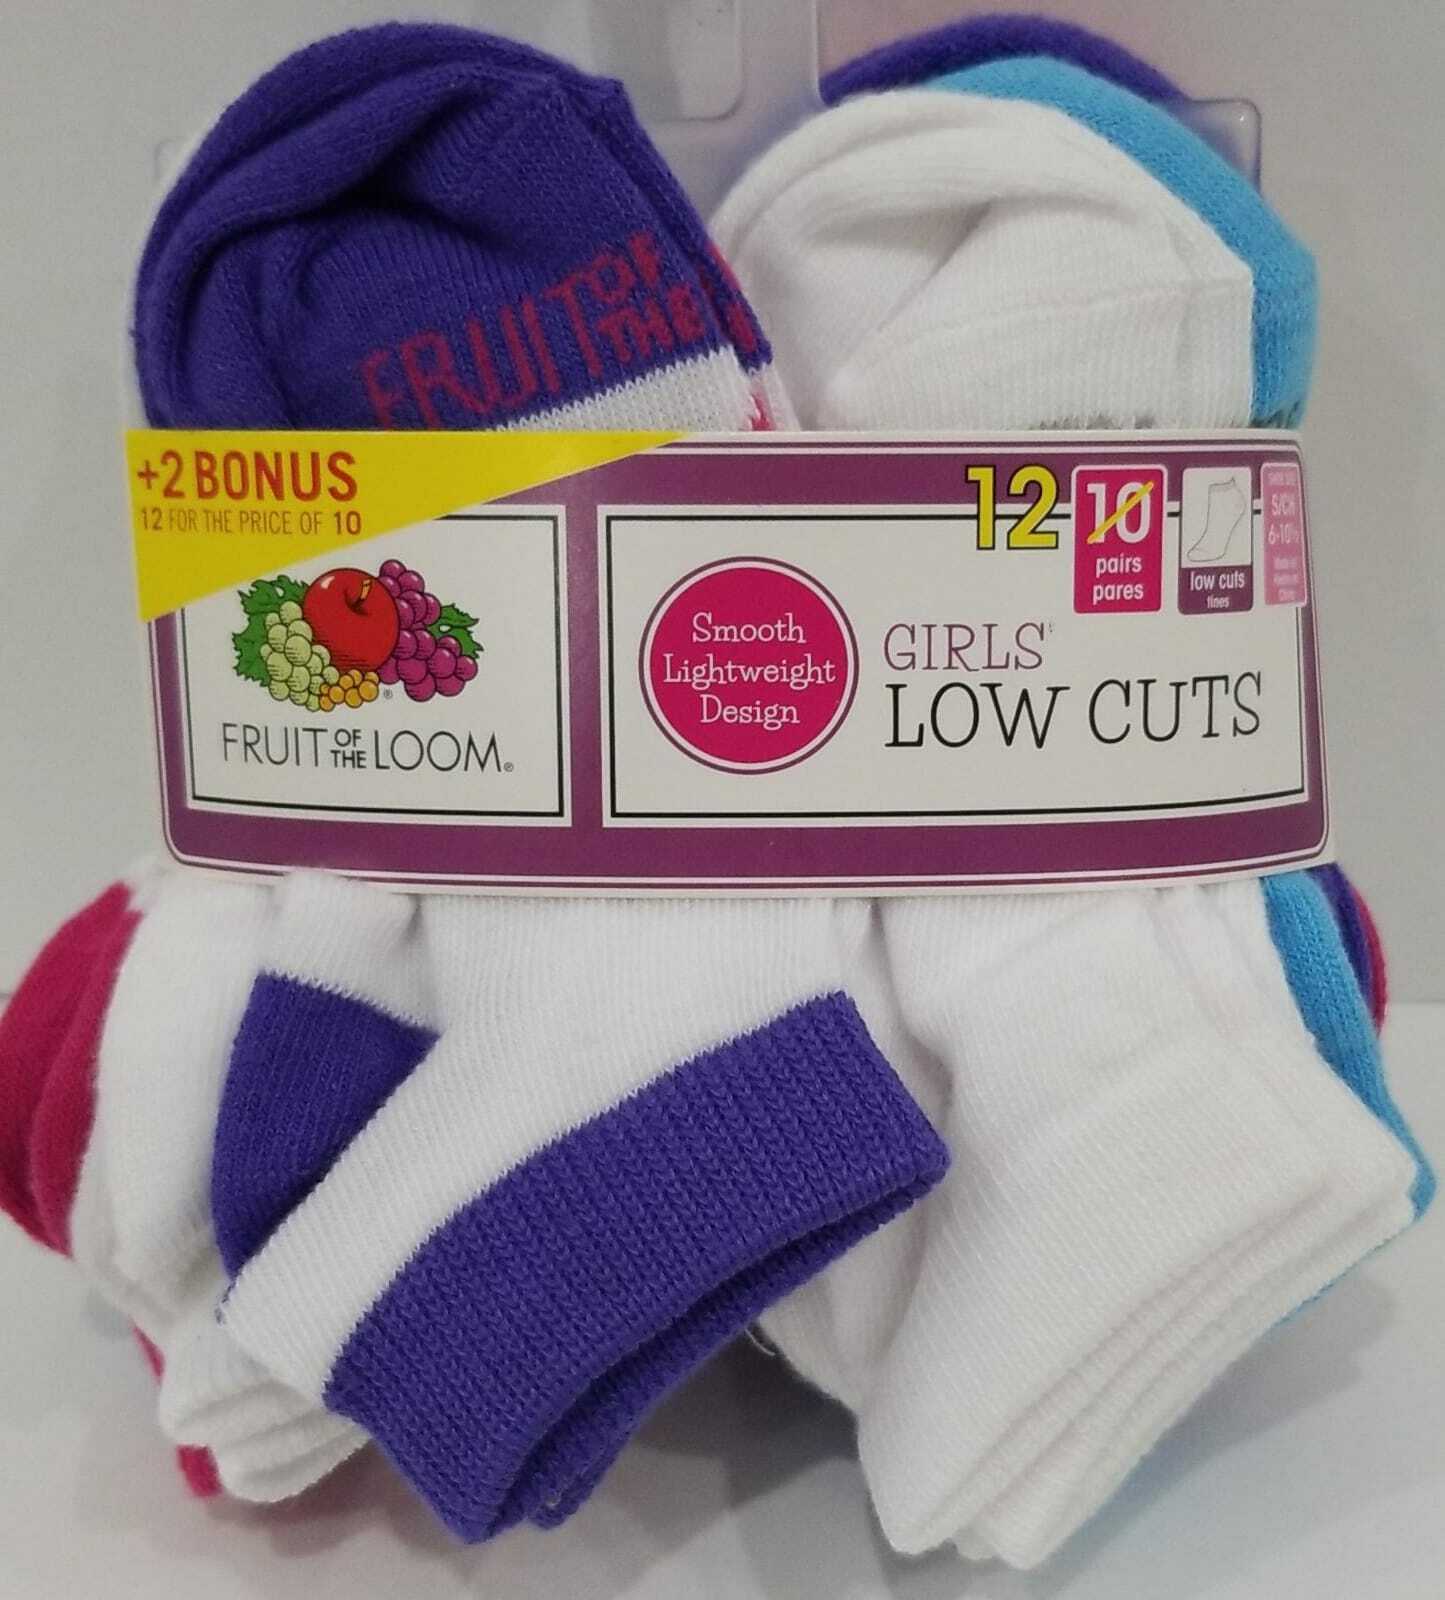 FRUIT OF THE
+2 BONUS
12 FOR THE PRICE OF 10
FRUIT OF THE LOOM®
Smooth
Lightweight
Design
12
10
pairs
pares
low cuts
tines
S/CH
6-10½
GIRLS'
LOW CUTS